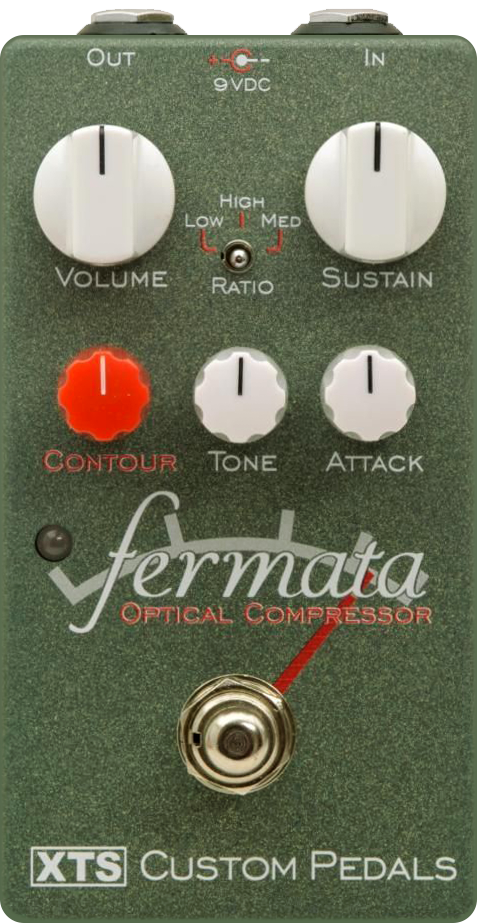 OUT
IN
9VDC
HIGH
LOW MED
RATIO
VOLUME
SUSTAIN
CONTOUR TONE ATTACK
fermata
OPTICAL COMPRESSOR
XTS CUSTOM PEDALS